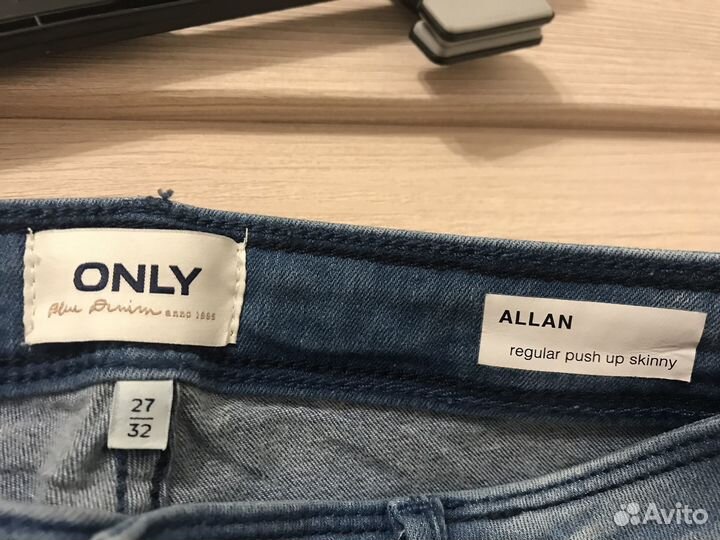 ONLY
Blue Denim anno 1995
ALLAN
regular push up skinny
27
32
Avito